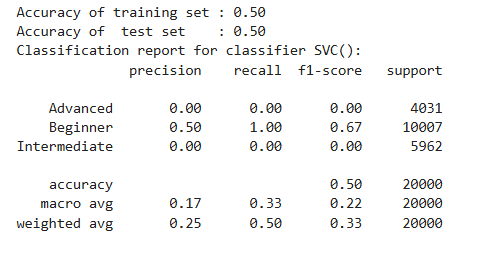 Accuracy of training set : 0.50
Accuracy of  test set    : 0.50
Classification report for classifier SVC():
              precision    recall  f1-score   support

    Advanced       0.00      0.00      0.00      4031
    Beginner       0.50      1.00      0.67     10007
Intermediate       0.00      0.00      0.00      5962

    accuracy                           0.50     20000
   macro avg       0.17      0.33      0.22     20000
weighted avg       0.25      0.50      0.33     20000